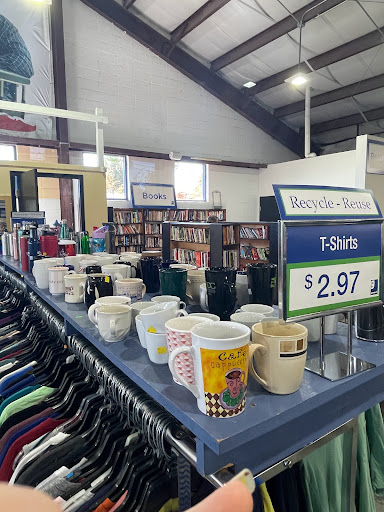 Books
Recycle - Reuse
T-Shirts
$2.97
Café